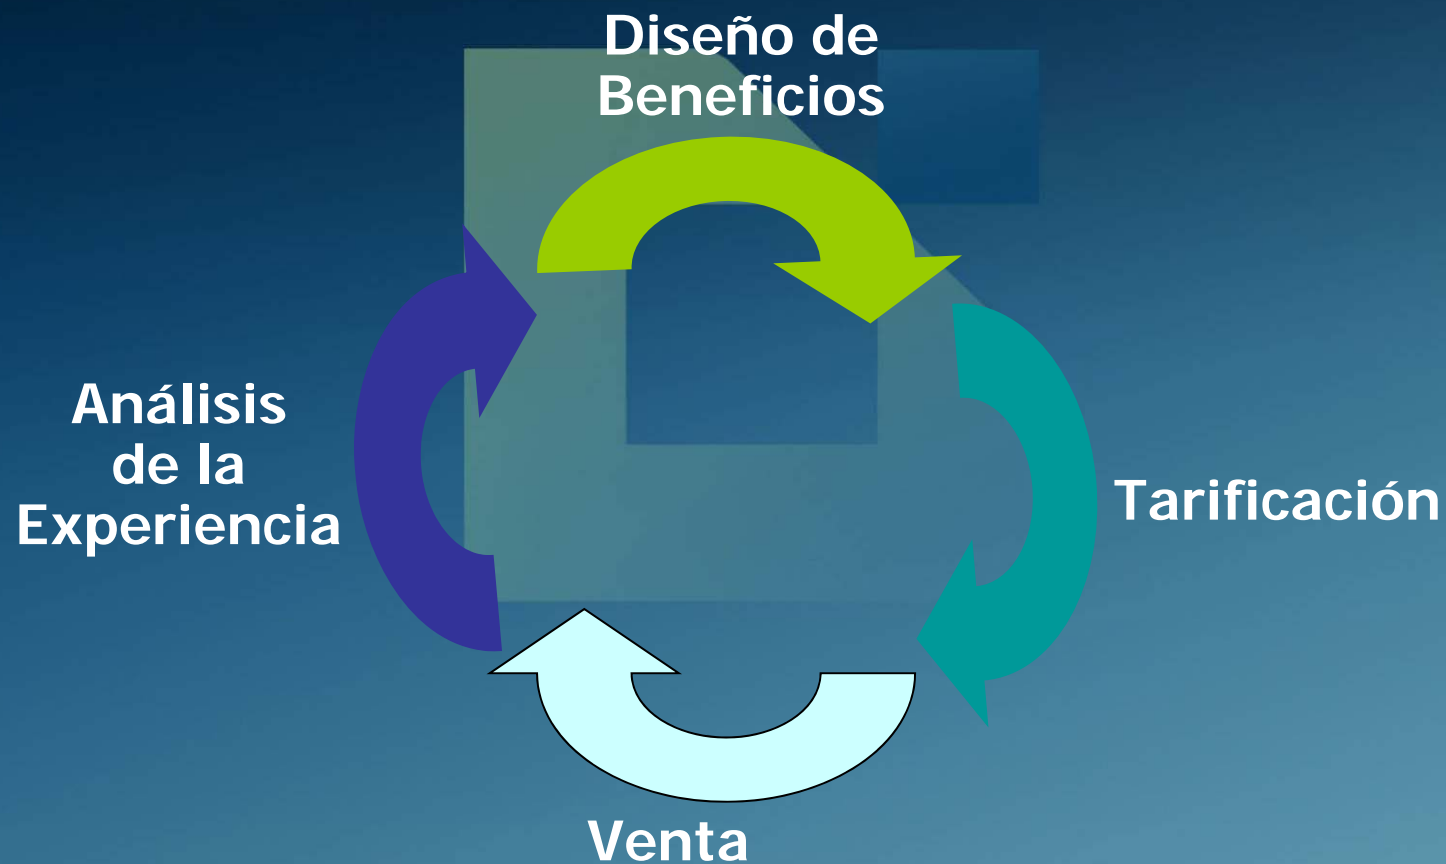 Diseño de
Beneficios
Análisis
de la
Experiencia
Tarificación
Venta